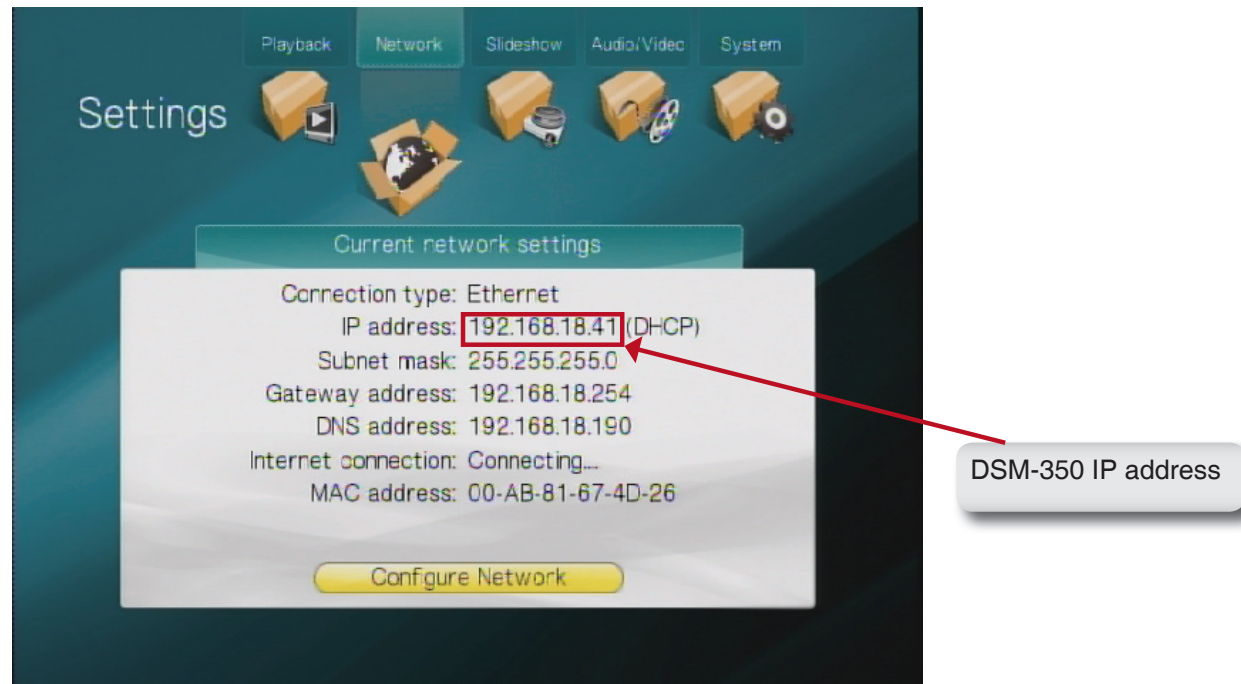 Playback Network Slideshow Audio/Video System
Settings
Current network settings
Connection type: Ethernet
IP address: 192.168.18.41 (DHCP)
Subnet mask: 255.255.255.0
Gateway address: 192.168.18.254
DNS address: 192.168.18.190
Internet connection: Connecting...
MAC address: 00-AB-81-67-4D-26
Configure Network
DSM-350 IP address